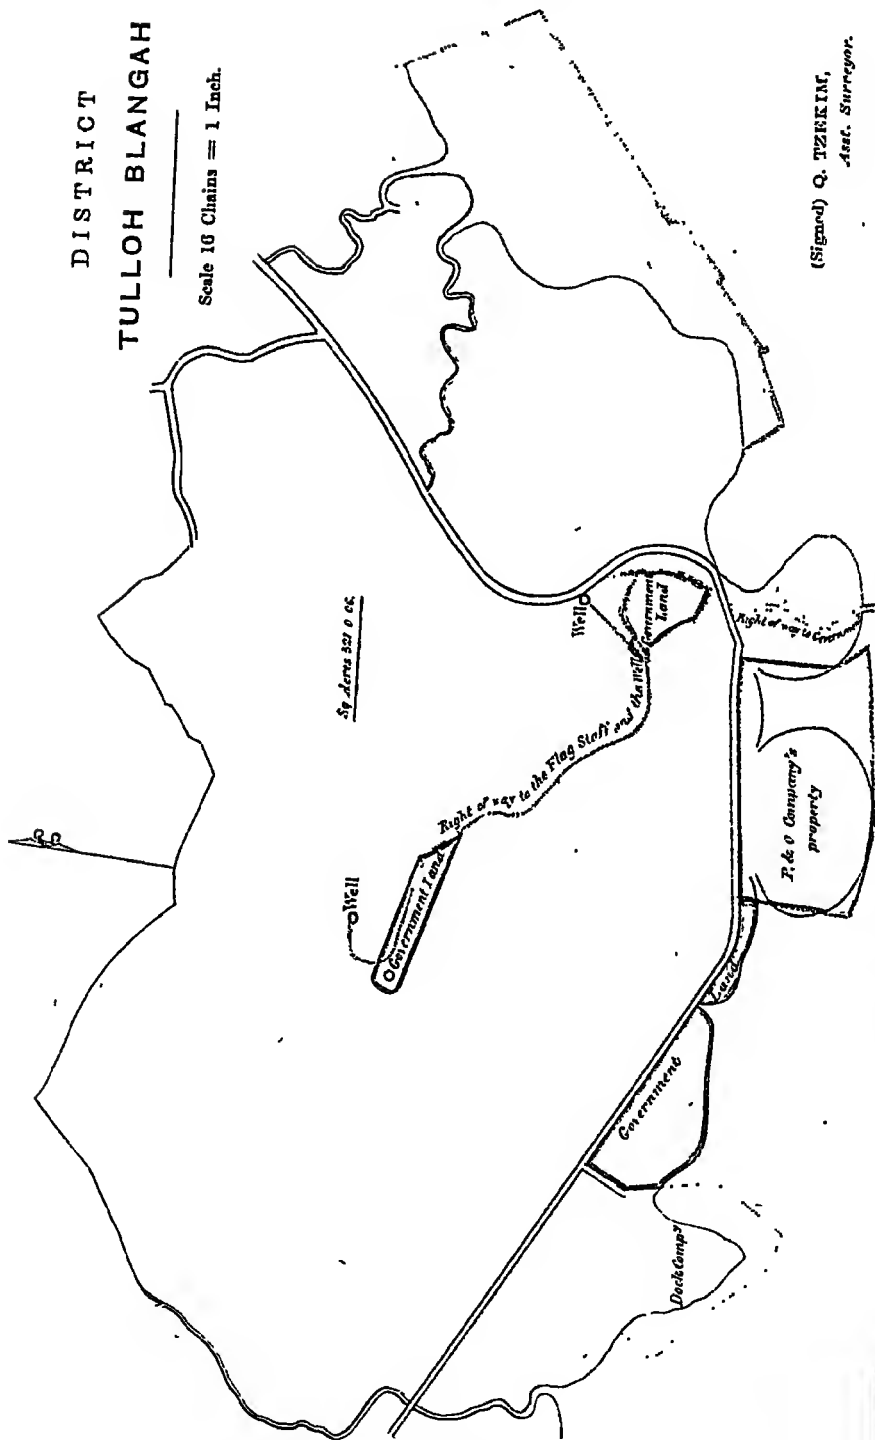 DISTRICT
TULLOH BLANGAH
Scale 16 Chains = 1 Inch.
Sq Acres 321 0 00.
Well
Government Land
Right of way to the Flag Staff and the Well
Well
Government
Land
Right of way to Government
P. & O Company's
property
Land
Government
Dock Compy
(Signed) Q. TZEKIM,
Asst. Surveyor.